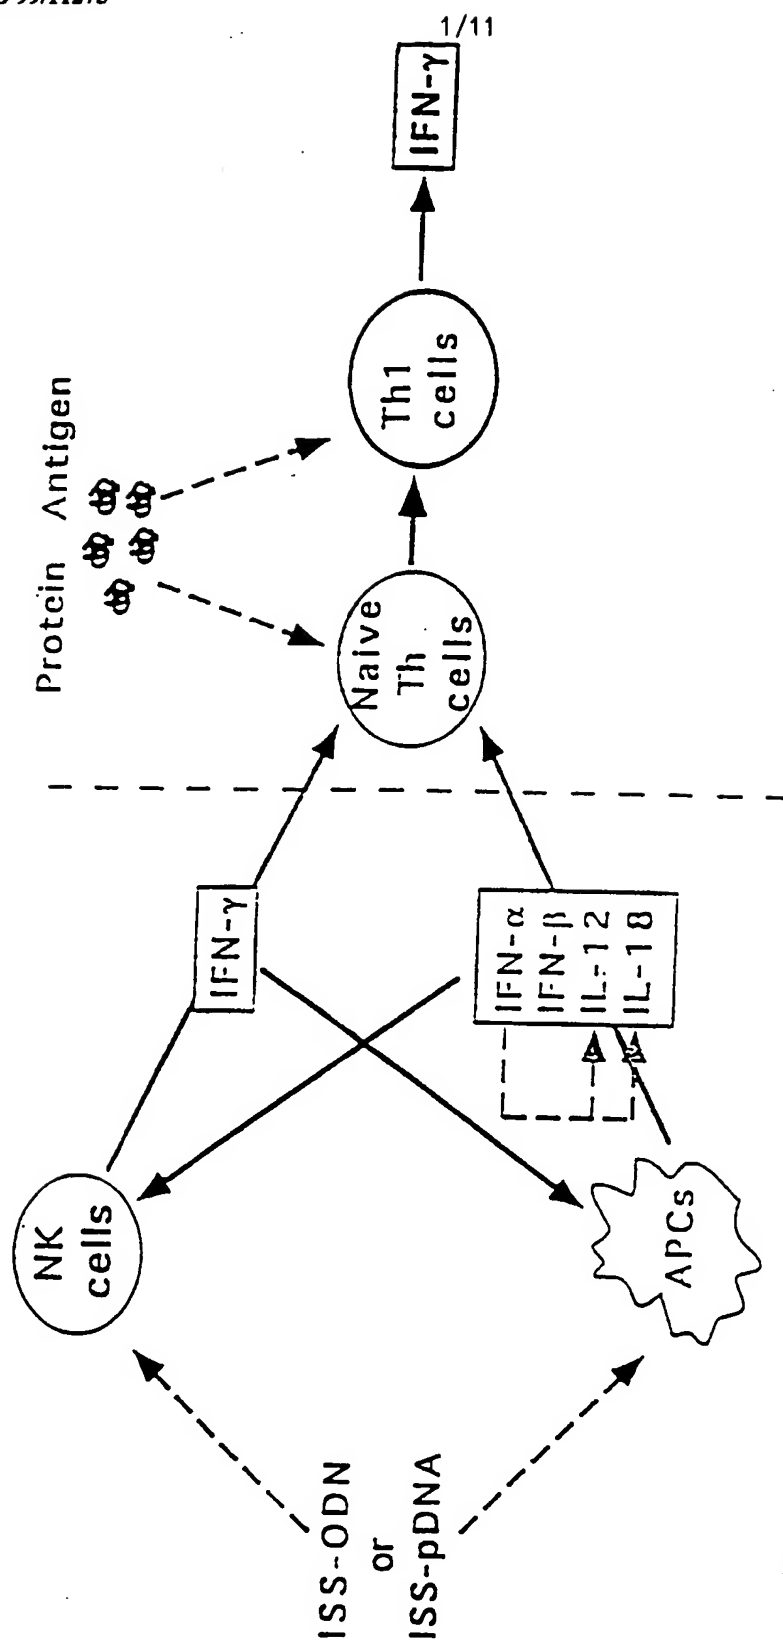 1/11
Protein Antigen
NK
cells
IFN-γ
ISS-ODN
or
ISS-pDNA
APCs
IFN-α
IFN-β
IL-12
IL-18
Naive
Th
cells
Th1
cells
IFN-γ